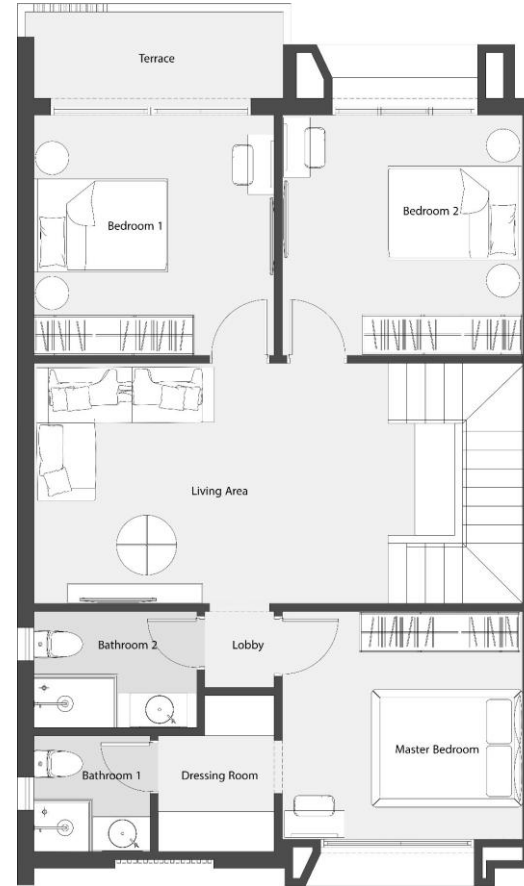 Terrace
Bedroom 1
Bedroom 2
Living Area
Bathroom 2
Lobby
Master Bedroom
Bathroom 1
Dressing Room